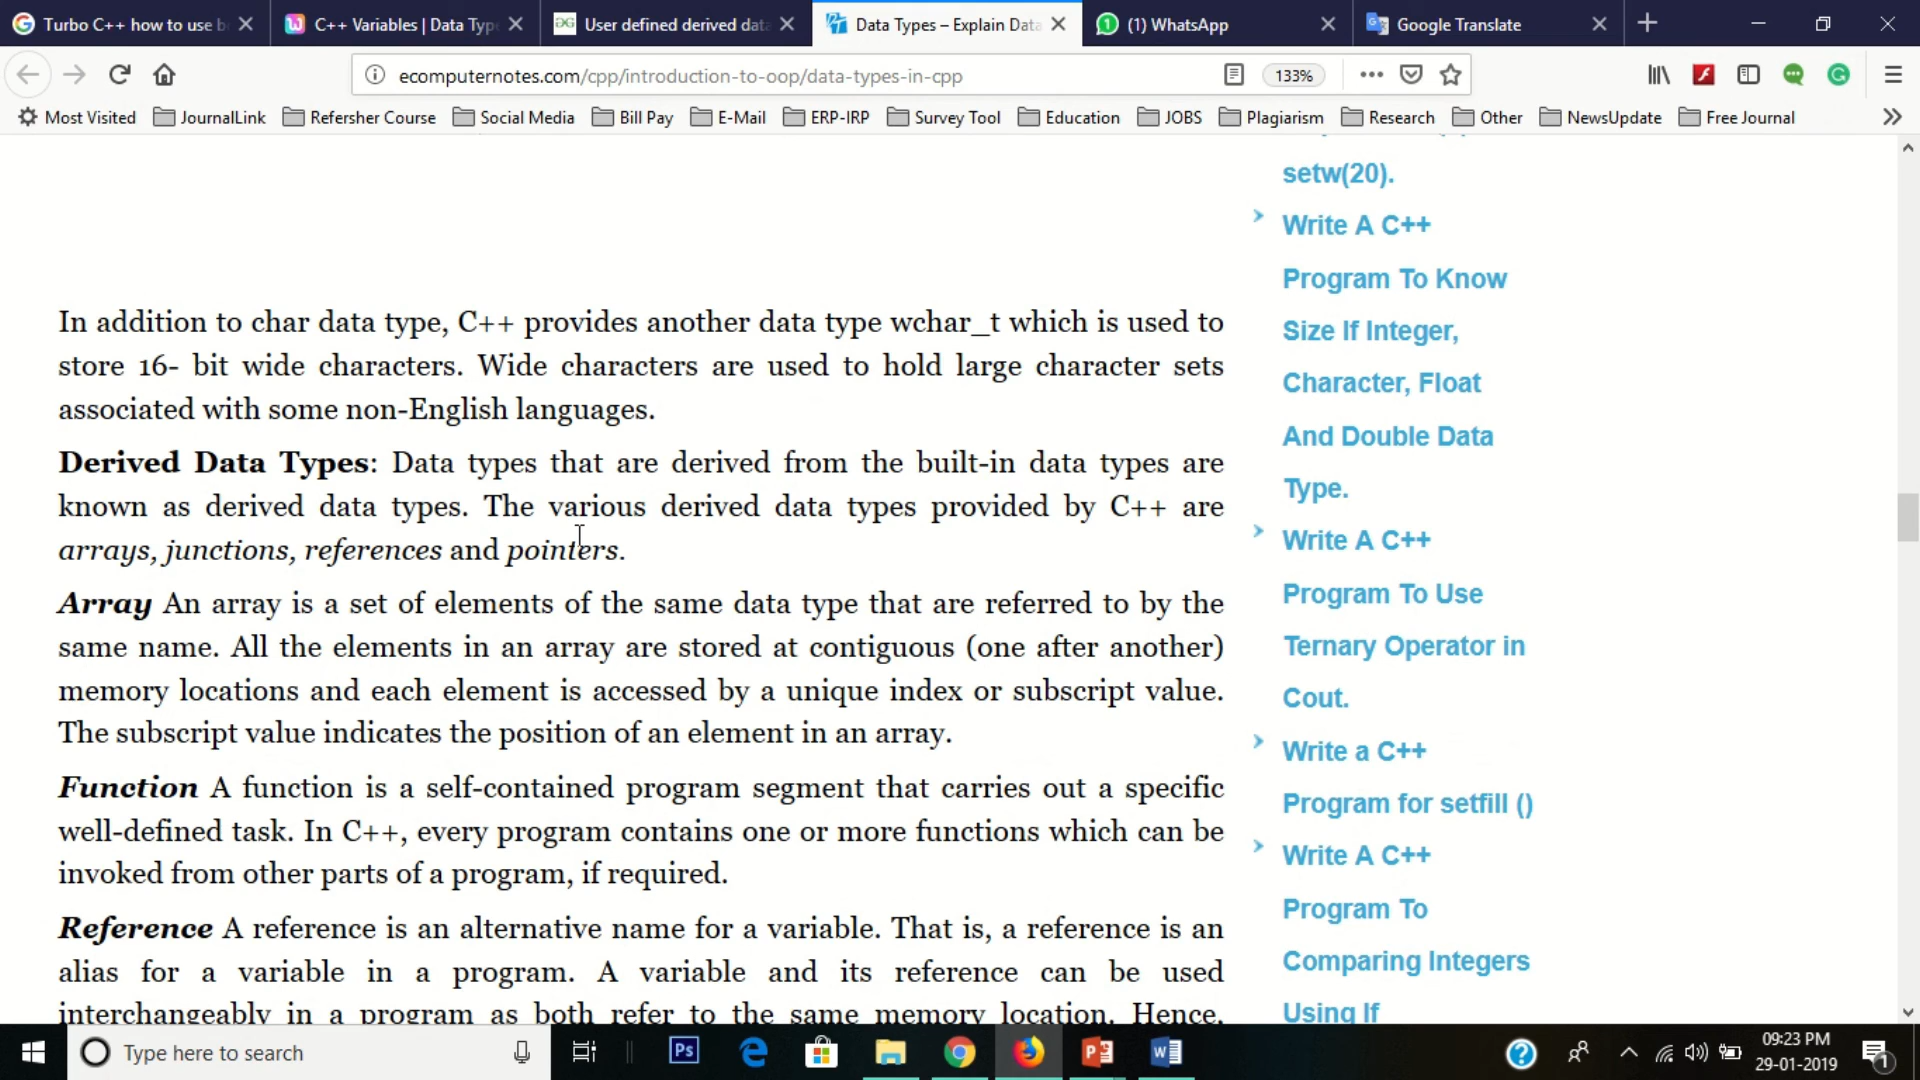 Turbo C++ how to use b
C++ Variables | Data Typ
User defined derived data
Data Types – Explain Data
(1) WhatsApp
Google Translate
ecomputernotes.com/cpp/introduction-to-oop/data-types-in-cpp
133%
Most Visited
JournalLink
Refersher Course
Social Media
Bill Pay
E-Mail
ERP-IRP
Survey Tool
Education
JOBS
Plagiarism
Research
Other
NewsUpdate
Free Journal
In addition to char data type, C++ provides another data type wchar_t which is used to
store 16- bit wide characters. Wide characters are used to hold large character sets
associated with some non-English languages.
Derived Data Types: Data types that are derived from the built-in data types are
known as derived data types. The various derived data types provided by C++ are
arrays, junctions, references and pointers.
Array An array is a set of elements of the same data type that are referred to by the
same name. All the elements in an array are stored at contiguous (one after another)
memory locations and each element is accessed by a unique index or subscript value.
The subscript value indicates the position of an element in an array.
Function A function is a self-contained program segment that carries out a specific
well-defined task. In C++, every program contains one or more functions which can be
invoked from other parts of a program, if required.
Reference A reference is an alternative name for a variable. That is, a reference is an
alias for a variable in a program. A variable and its reference can be used
interchangeably in a program as both refer to the same memory location. Hence,
setw(20).
Write A C++
Program To Know
Size If Integer,
Character, Float
And Double Data
Type.
Write A C++
Program To Use
Ternary Operator in
Cout.
Write a C++
Program for setfill ()
Write A C++
Program To
Comparing Integers
Using If
Type here to search
Ps
09:23 PM
29-01-2019
1